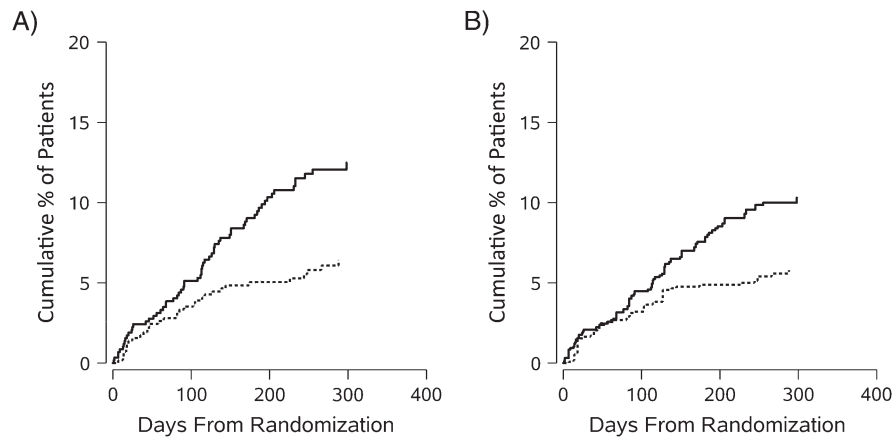 A)
Cumulative % of Patients
20
15
10
5
0
0 100 200 300 400
Days From Randomization
B)
Cumulative % of Patients
20
15
10
5
0
0 100 200 300 400
Days From Randomization